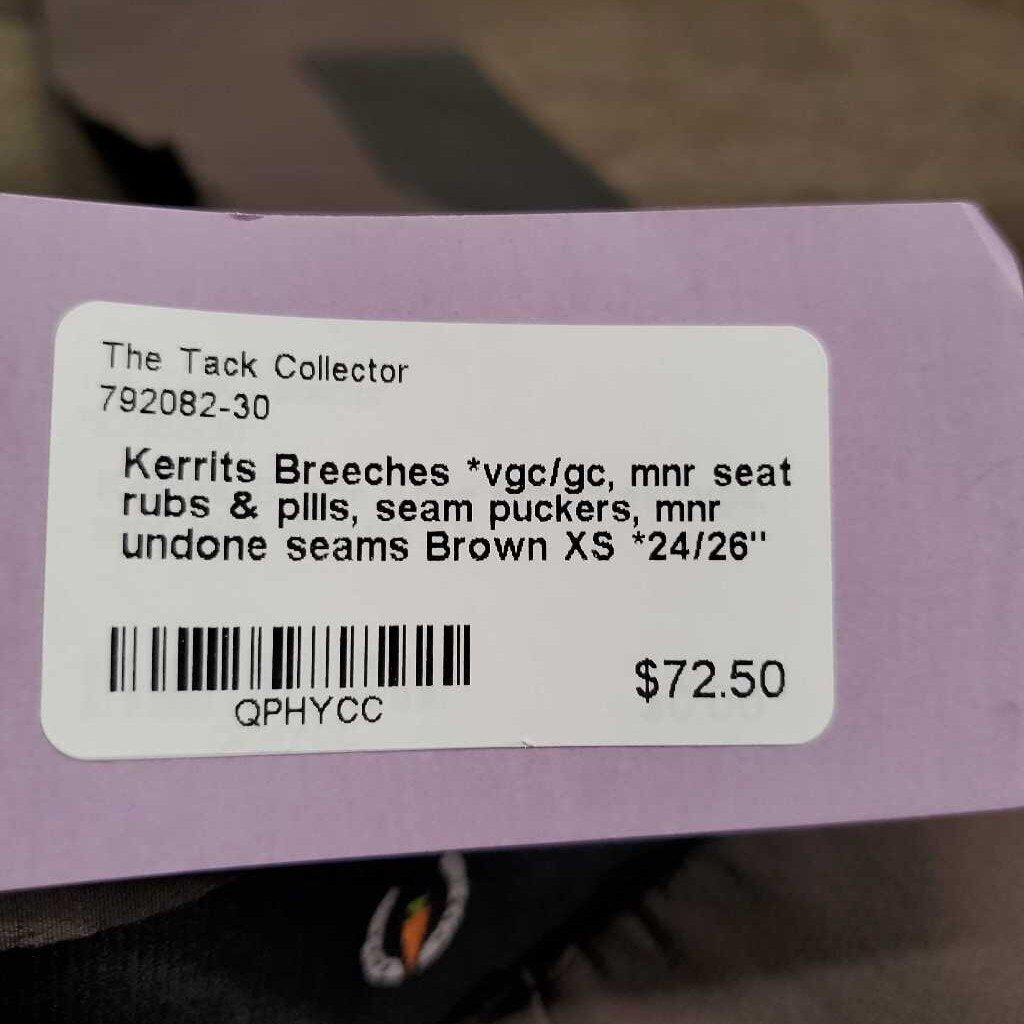 The Tack Collector
792082-30
Kerrits Breeches *vgc/gc, mnr seat
rubs & pills, seam puckers, mnr
undone seams Brown XS *24/26"
QPHYCC
$72.50